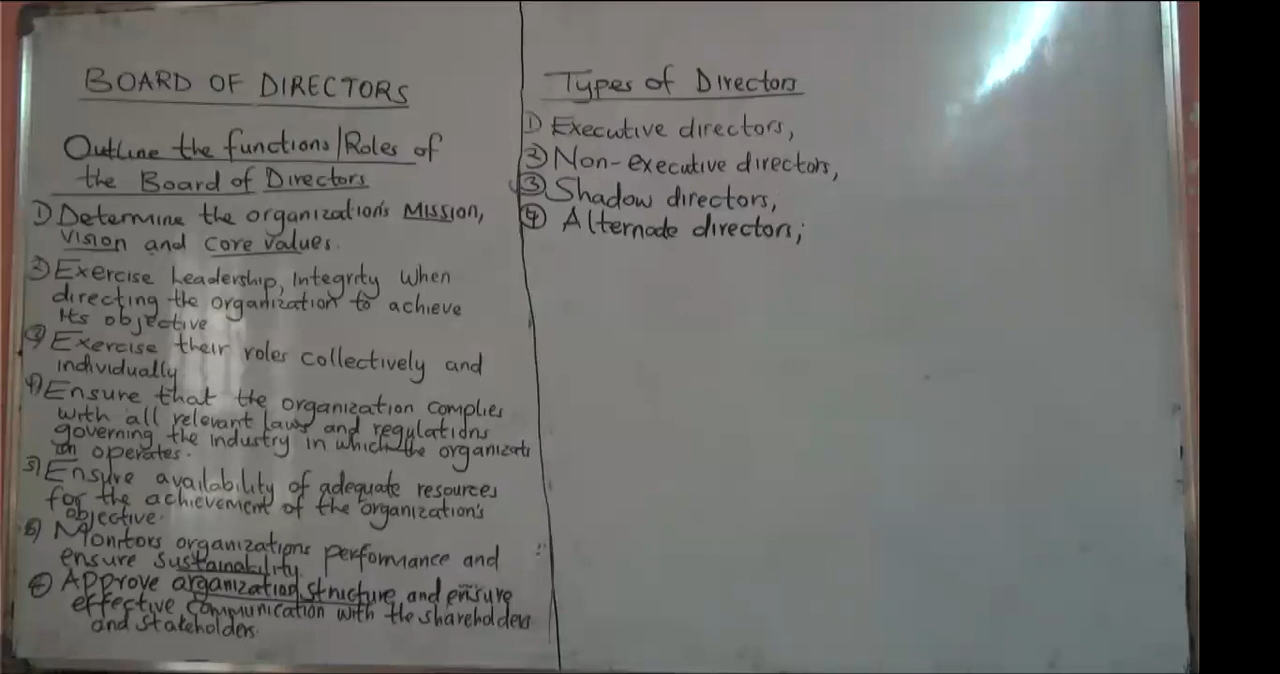 BOARD OF DIRECTORS
Outline the functions/Roles of
the Board of Directors
1) Determine the organization's Mission,
Vision and core values.
2) Exercise Leadership, Integrity when
directing the organization to achieve
its objective
3) Exercise their roles collectively and
individually
4) Ensure that the organization complies
with all relevant laws and regulations
governing the industry in which the organizati
on operates.
5) Ensure availability of adequate resources
for the achievement of the organization's
objective.
6) Monitors organizations performance and
ensure sustainability
7) Approve organization structure and ensure
effective communication with the shareholders
and stakeholders.
Types of Directors
1) Executive directors,
2) Non-executive directors,
3) Shadow directors,
4) Alternate directors;